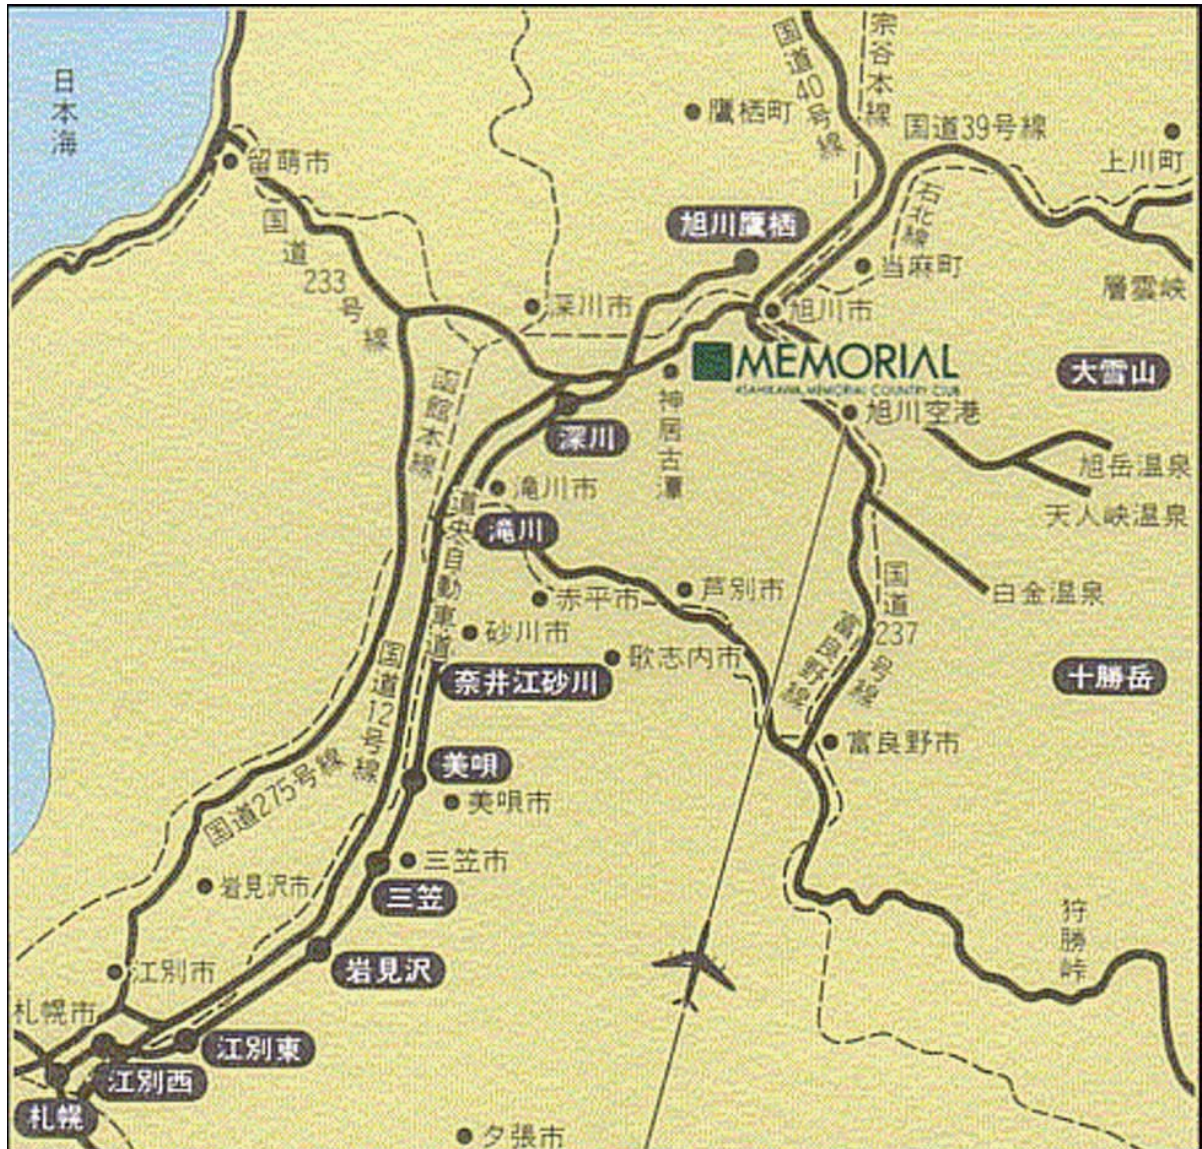 日本海
国道40号線
宗谷本線
鷹栖町
国道39号線
上川町
留萌市
国道233号線
旭川鷹栖
石北線
当麻町
層雲峡
深川市
旭川市
MEMORIAL
ASAHIKAWA MEMORIAL COUNTRY CLUB
大雪山
函館本線
神居古潭
旭川空港
深川
旭岳温泉
滝川市
天人峡温泉
道央自動車道
滝川
国道237号線
白金温泉
赤平市
芦別市
砂川市
歌志内市
富良野線
国道12号線
奈井江砂川
十勝岳
富良野市
美唄
国道275号線
美唄市
三笠市
岩見沢市
三笠
狩勝峠
江別市
岩見沢
札幌市
江別東
江別西
札幌
夕張市